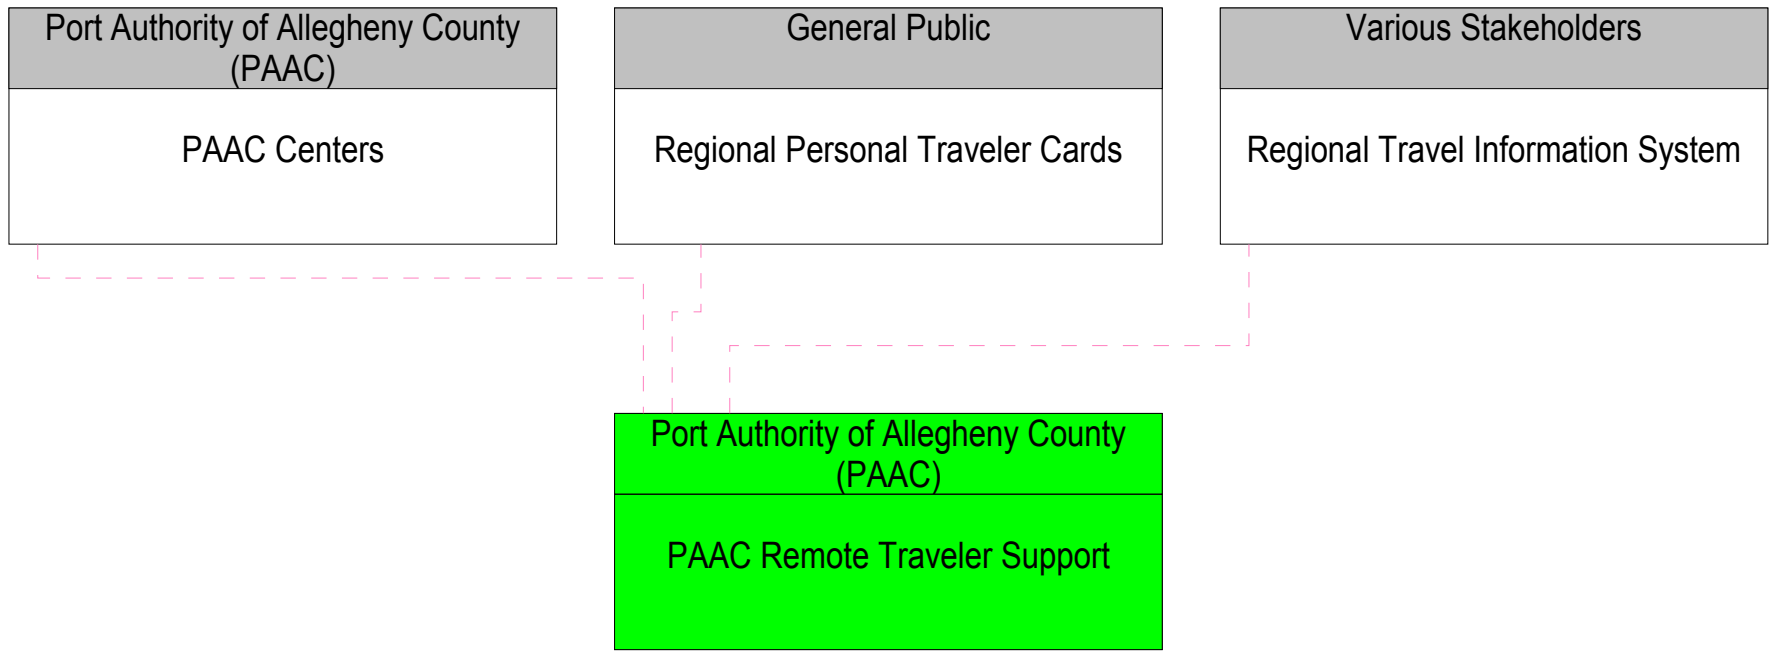 Port Authority of Allegheny County
(PAAC)
PAAC Centers
General Public
Regional Personal Traveler Cards
Various Stakeholders
Regional Travel Information System
Port Authority of Allegheny County
(PAAC)
PAAC Remote Traveler Support